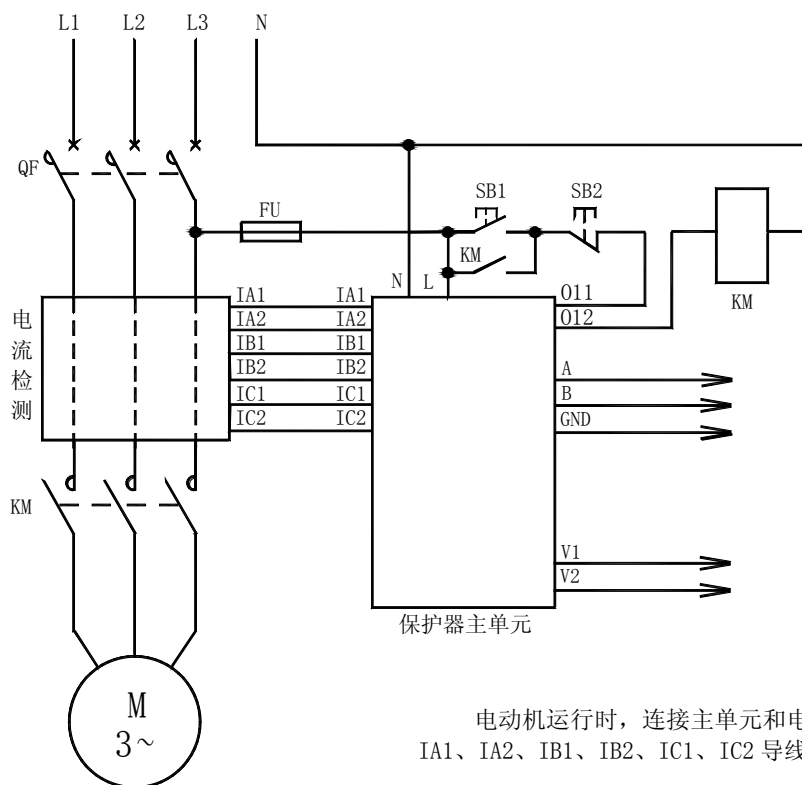 L1 L2 L3 N
QF
FU
SB1 SB2
KM
KM
N L
电流检测
IA1 IA1
IA2 IA2
IB1 IB1
IB2 IB2
IC1 IC1
IC2 IC2
O11
O12
A
B
GND
KM
V1
V2
保护器主单元
M
3~
电动机运行时，连接主单元和电
IA1、IA2、IB1、IB2、IC1、IC2 导线